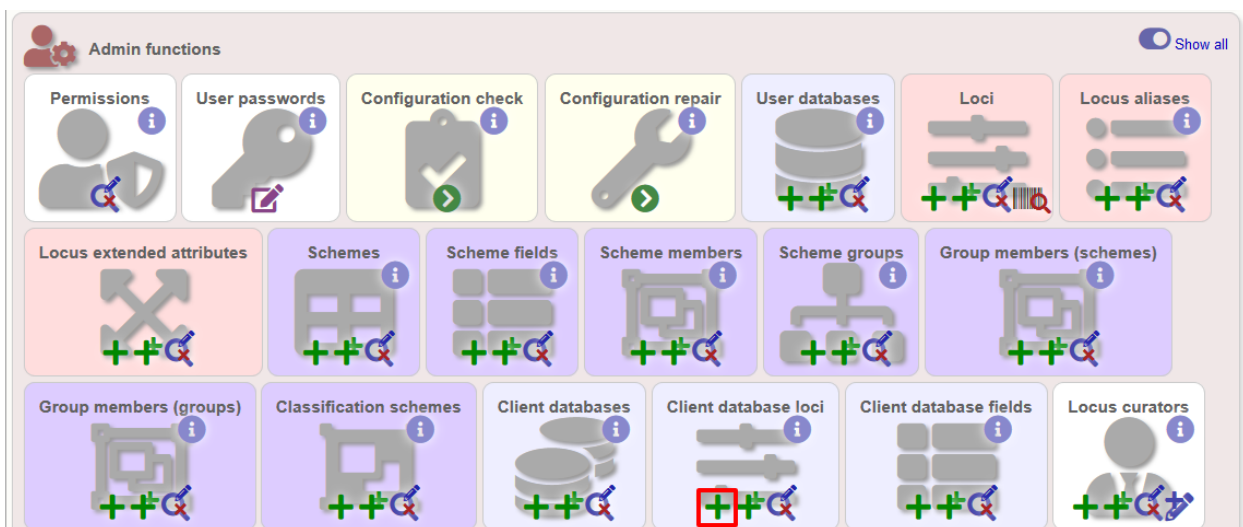 Admin functions
Show all
Permissions
User passwords
Configuration check
Configuration repair
User databases
Loci
Locus aliases
Locus extended attributes
Schemes
Scheme fields
Scheme members
Scheme groups
Group members (schemes)
Group members (groups)
Classification schemes
Client databases
Client database loci
Client database fields
Locus curators